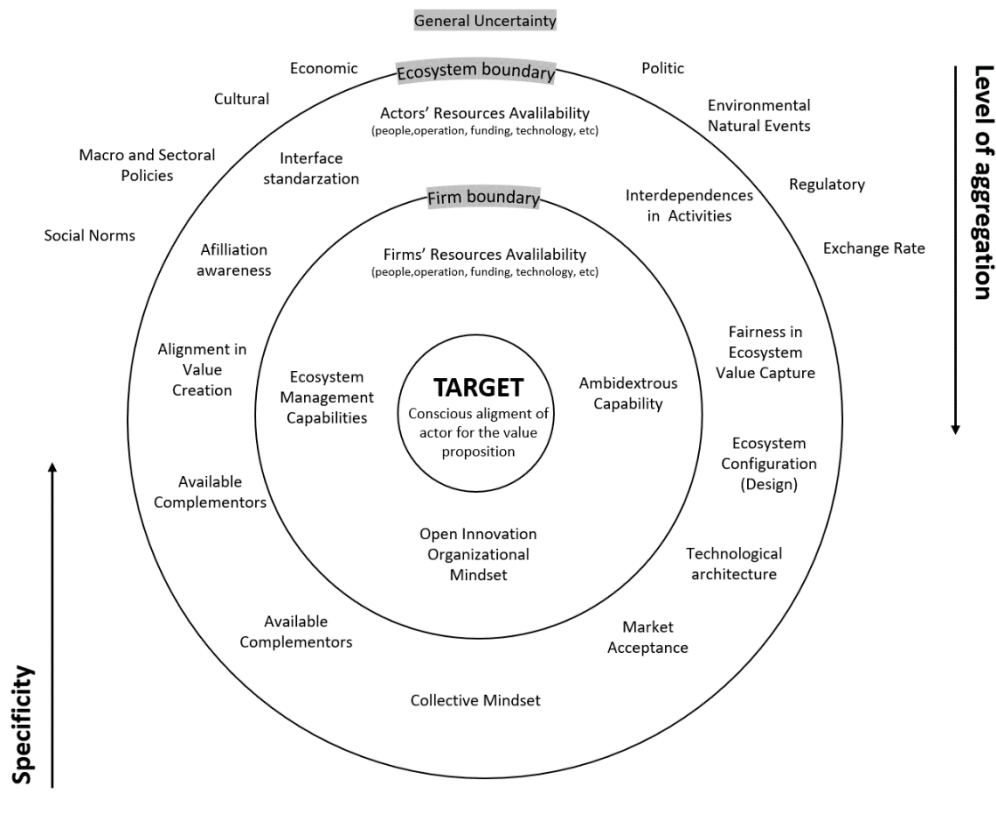 General Uncertainty
Economic
Ecosystem boundary
Politic
Cultural
Actors’ Resources Avalilability
(people,operation, funding, technology, etc)
Environmental
Natural Events
Macro and Sectoral
Policies
Interface
standarzation
Firm boundary
Interdependences
in Activities
Regulatory
Social Norms
Afilliation
awareness
Firms’ Resources Avalilability
(people,operation, funding, technology, etc)
Exchange Rate
Level of aggregation
Alignment in
Value
Creation
Ecosystem
Management
Capabilities
TARGET
Conscious aligment of
actor for the value
proposition
Ambidextrous
Capability
Fairness in
Ecosystem
Value Capture
Ecosystem
Configuration
(Design)
Available
Complementors
Open Innovation
Organizational
Mindset
Technological
architecture
Available
Complementors
Market
Acceptance
Collective Mindset
Specificity